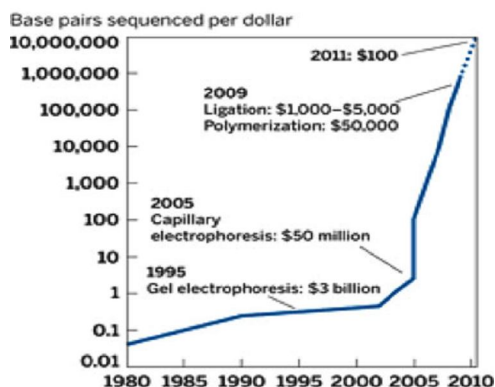 Base pairs sequenced per dollar
10,000,000
1,000,000
100,000
10,000
1,000
100
10
1
0.1
0.01
2011: $100
2009
Ligation: $1,000–$5,000
Polymerization: $50,000
2005
Capillary
electrophoresis: $50 million
1995
Gel electrophoresis: $3 billion
1980 1985 1990 1995 2000 2005 2010